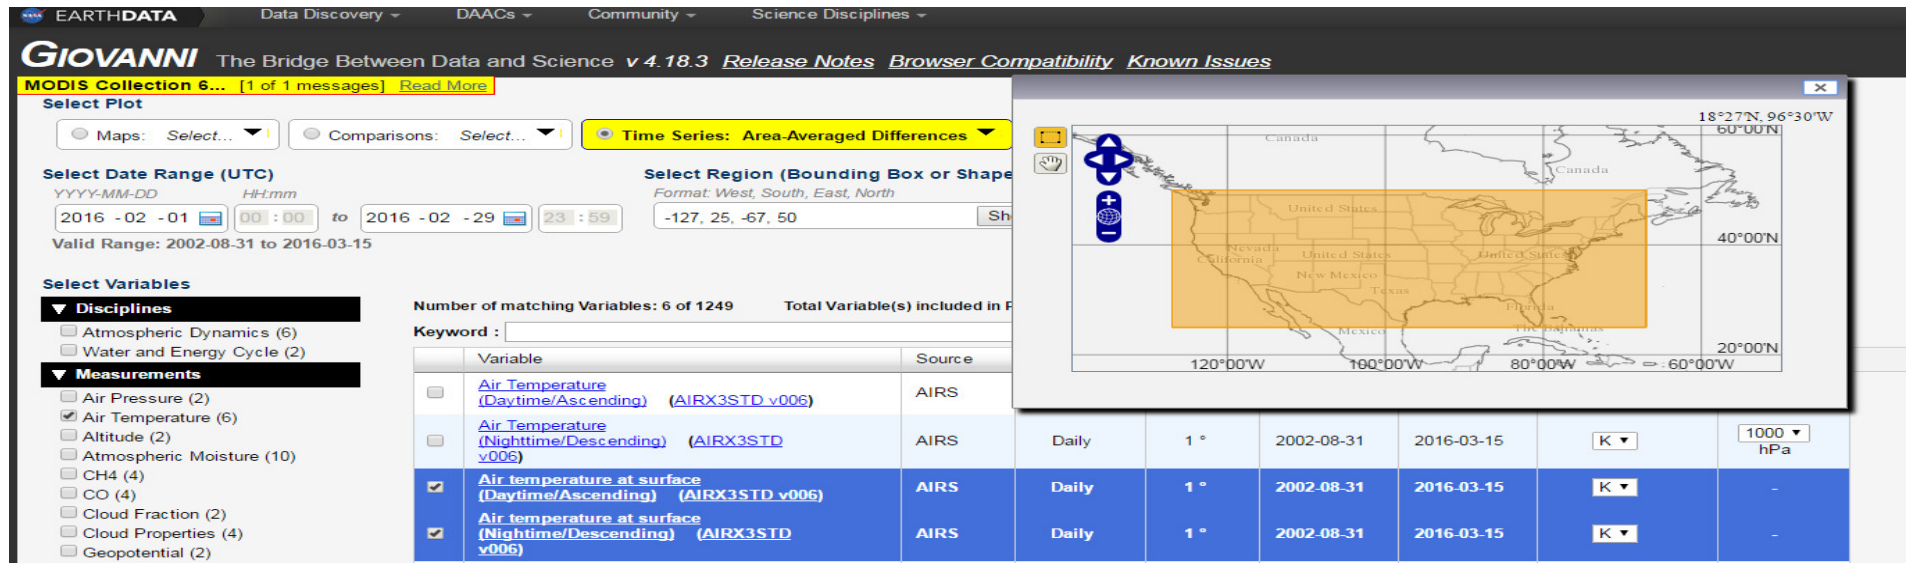 EARTHDATA Data Discovery DAACs Community Science Disciplines
GIOVANNI The Bridge Between Data and Science v 4.18.3 Release Notes Browser Compatibility Known Issues
MODIS Collection 6... [1 of 1 messages] Read More
Select Plot
Maps: Select... Comparisons: Select... Time Series: Area-Averaged Differences
Select Date Range (UTC)
YYYY-MM-DD HH:mm
2016 - 02 - 01 00 : 00 to 2016 - 02 - 29 23 : 59
Valid Range: 2002-08-31 to 2016-03-15
Select Region (Bounding Box or Shape
Format: West, South, East, North
-127, 25, -67, 50 Sh
18°27'N, 96°30'W
60°00'N
Canada
Canada
United States
40°00'N
Nevada
California United States United States
New Mexico
Texas
Florida
Mexico The Bahamas
20°00'N
120°00'W 100°00'W 80°00'W 60°00'W
Select Variables
Disciplines
Atmospheric Dynamics (6)
Water and Energy Cycle (2)
Measurements
Air Pressure (2)
Air Temperature (6)
Altitude (2)
Atmospheric Moisture (10)
CH4 (4)
CO (4)
Cloud Fraction (2)
Cloud Properties (4)
Geopotential (2)
Number of matching Variables: 6 of 1249 Total Variable(s) included in P
Keyword :
Variable Source
Air Temperature
(Daytime/Ascending) (AIRX3STD v006) AIRS
Air Temperature
(Nighttime/Descending) (AIRX3STD
v006) AIRS Daily 1 ° 2002-08-31 2016-03-15 K 1000
hPa
Air temperature at surface
(Daytime/Ascending) (AIRX3STD v006) AIRS Daily 1 ° 2002-08-31 2016-03-15 K -
Air temperature at surface
(Nighttime/Descending) (AIRX3STD
v006) AIRS Daily 1 ° 2002-08-31 2016-03-15 K -